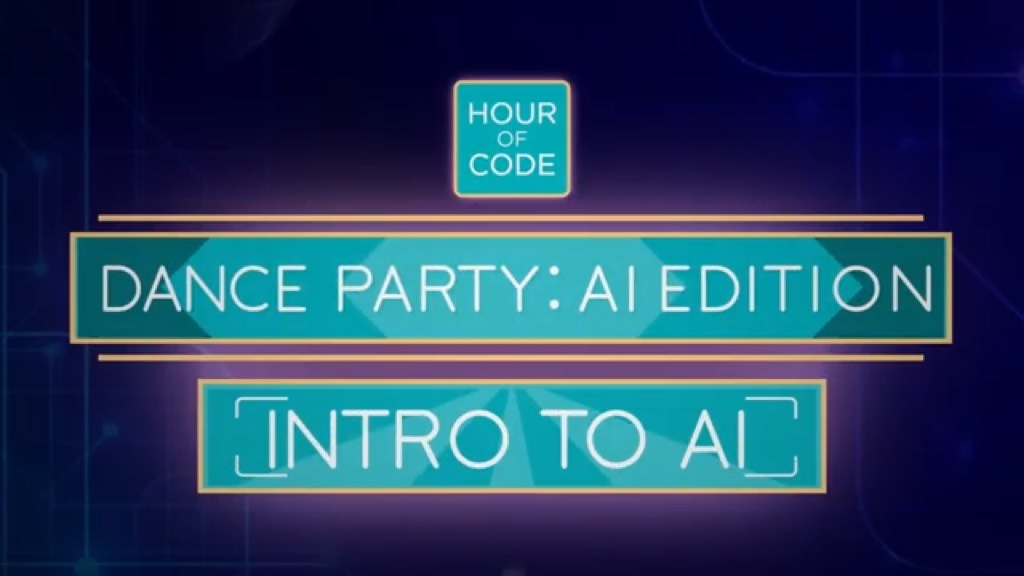 HOUR
OF
CODE
DANCE PARTY: AI EDITION
INTRO TO AI